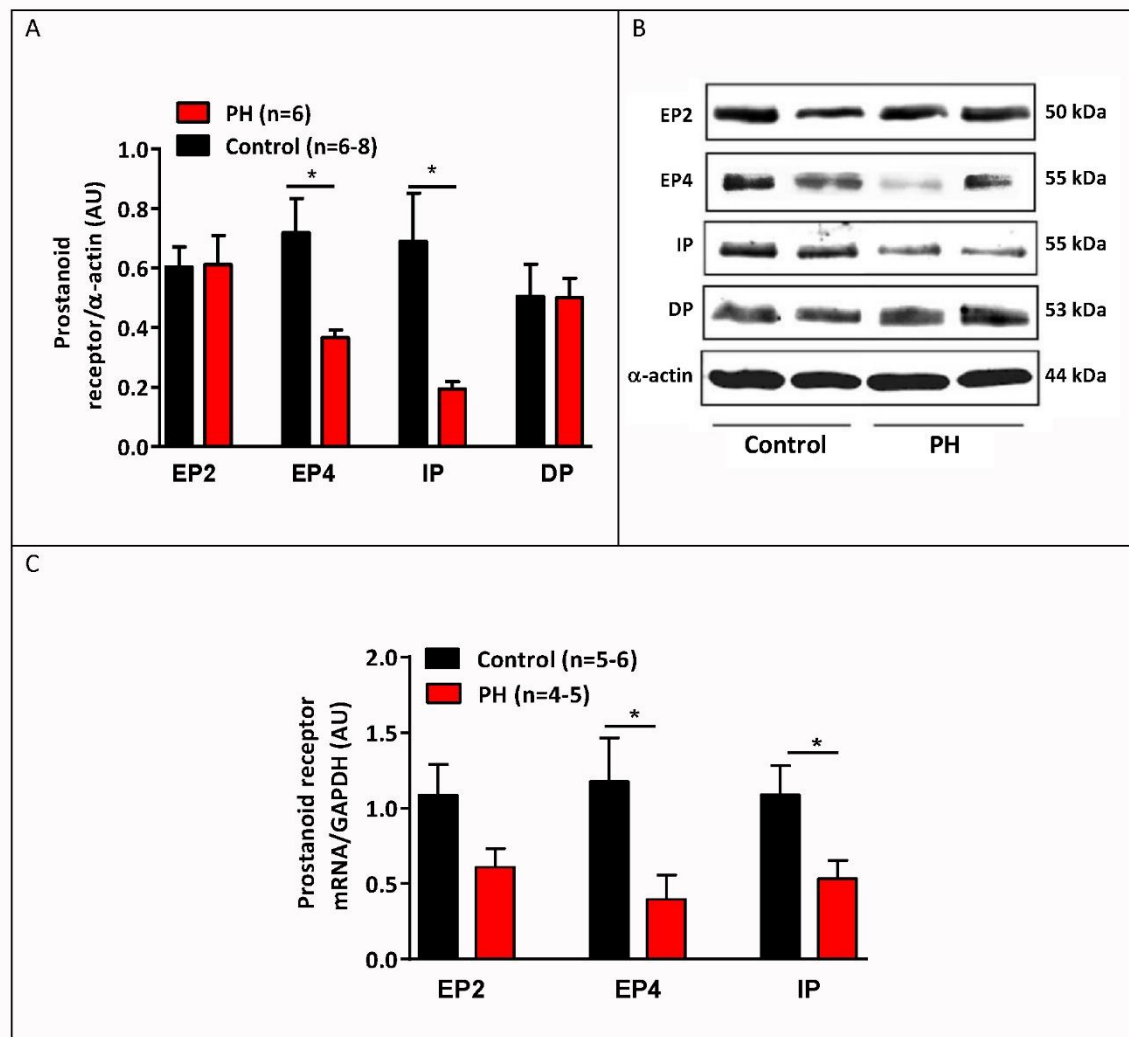 A
PH (n=6)
Control (n=6-8)
Prostanoid
receptor/α-actin (AU)
1.0
0.8
0.6
0.4
0.2
0.0
*
*
EP2 EP4 IP DP
B
EP2 50 kDa
EP4 55 kDa
IP 55 kDa
DP 53 kDa
α-actin 44 kDa
Control PH
C
Control (n=5-6)
PH (n=4-5)
Prostanoid receptor
mRNA/GAPDH (AU)
2.0
1.5
1.0
0.5
0.0
*
*
EP2 EP4 IP